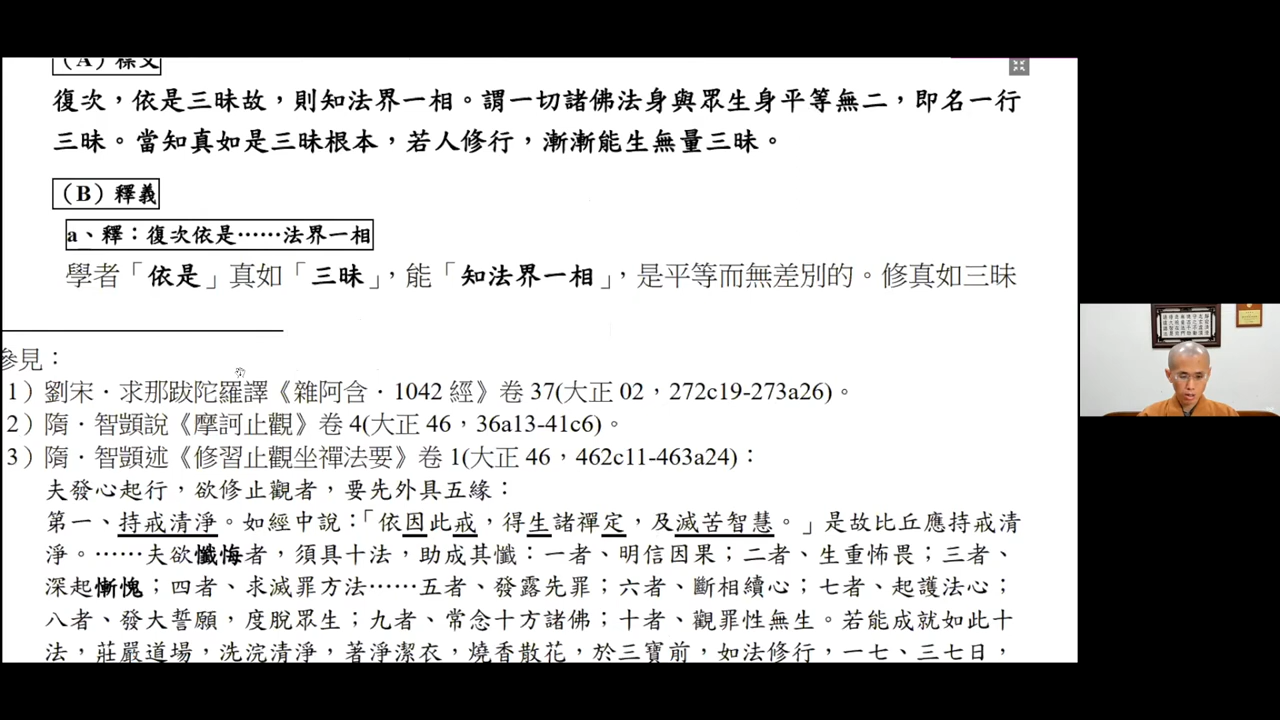 （A）標文
復次，依是三昧故，則知法界一相。謂一切諸佛法身與眾生身平等無二，即名一行
三昧。當知真如是三昧根本，若人修行，漸漸能生無量三昧。
（B）釋義
a、釋：復次依是……法界一相
學者「依是」真如「三昧」，能「知法界一相」，是平等而無差別的。修真如三昧
參見：
1）劉宋．求那跋陀羅譯《雜阿含．1042 經》卷 37(大正 02，272c19-273a26)。
2）隋．智顗說《摩訶止觀》卷 4(大正 46，36a13-41c6)。
3）隋．智顗述《修習止觀坐禪法要》卷 1(大正 46，462c11-463a24)：
夫發心起行，欲修止觀者，要先外具五緣：
第一、持戒清淨。如經中說：「依因此戒，得生諸禪定，及滅苦智慧。」是故比丘應持戒清
淨。……夫欲懺悔者，須具十法，助成其懺：一者、明信因果；二者、生重怖畏；三者、
深起慚愧；四者、求滅罪方法……五者、發露先罪；六者、斷相續心；七者、起護法心；
八者、發大誓願，度脫眾生；九者、常念十方諸佛；十者、觀罪性無生。若能成就如此十
法，莊嚴道場，洗浣清淨，著淨潔衣，燒香散花，於三寶前，如法修行，一七、三七日，